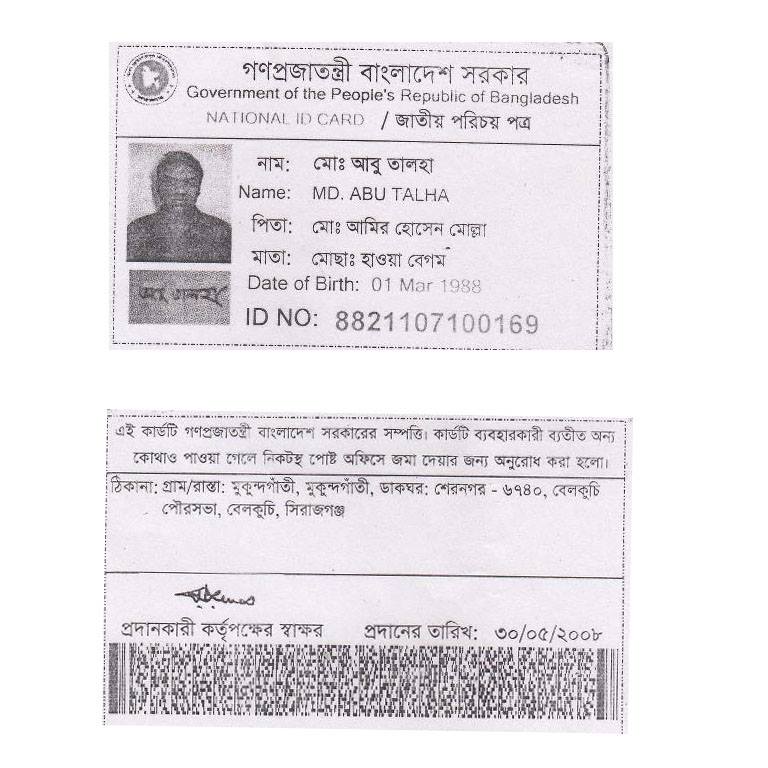 গণপ্রজাতন্ত্রী বাংলাদেশ সরকার
Government of the People's Republic of Bangladesh
NATIONAL ID CARD / জাতীয় পরিচয় পত্র
নাম: মোঃ আবু তালহা
Name: MD. ABU TALHA
পিতা: মোঃ আমির হোসেন মোল্লা
মাতা: মোছাঃ হাওয়া বেগম
Date of Birth: 01 Mar 1988
আবু তালহা
ID NO: 8821107100169
এই কার্ডটি গণপ্রজাতন্ত্রী বাংলাদেশ সরকারের সম্পত্তি। কার্ডটি ব্যবহারকারী ব্যতীত অন্য
কোথাও পাওয়া গেলে নিকটস্থ পোষ্ট অফিসে জমা দেয়ার জন্য অনুরোধ করা হলো।
ঠিকানা: গ্রাম/রাস্তা: মুকুন্দগাঁতী, মুকুন্দগাঁতী, ডাকঘর: শেরনগর - ৬৭৪০, বেলকুচি
পৌরসভা, বেলকুচি, সিরাজগঞ্জ
প্রদানকারী কর্তৃপক্ষের স্বাক্ষর প্রদানের তারিখ: ৩০/০৫/২০০৮